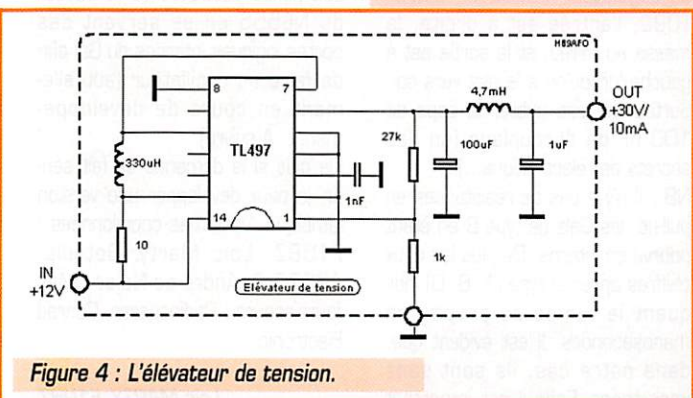 HB9AFO
8
7
4,7mH
OUT
+30V/
10mA
27k
330uH
TL497
100uF
1uF
1nF
14
1
10
1k
IN
+12V
Elévateur de tension
Figure 4 : L'élévateur de tension.